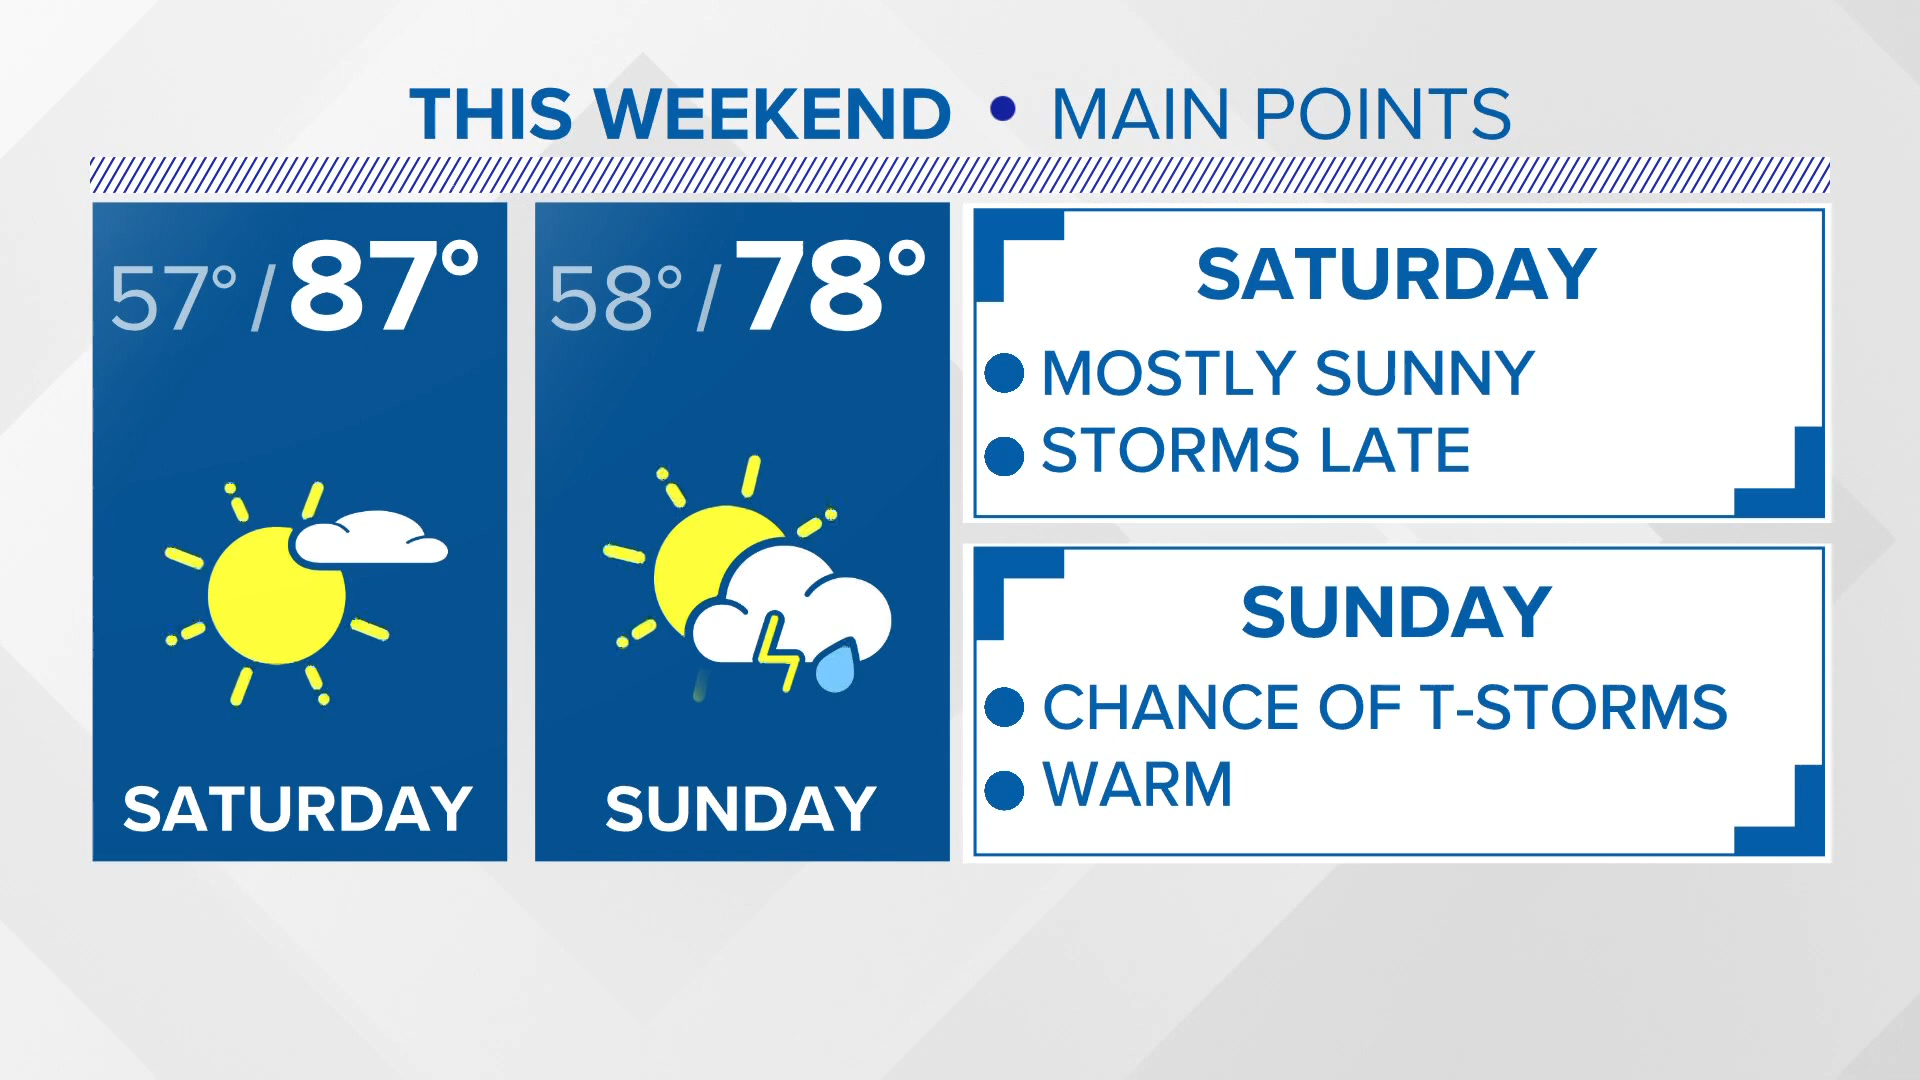 THIS WEEKEND • MAIN POINTS
57°/87°
SATURDAY
58°/78°
SUNDAY
SATURDAY
● MOSTLY SUNNY
● STORMS LATE
SUNDAY
● CHANCE OF T-STORMS
● WARM